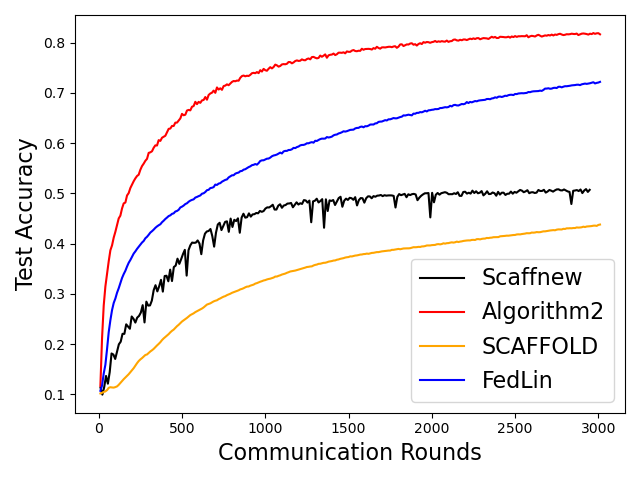 Test Accuracy
0.8
0.7
0.6
0.5
0.4
0.3
0.2
0.1
0
500
1000
1500
2000
2500
3000
Communication Rounds
Scaffnew
Algorithm2
SCAFFOLD
FedLin